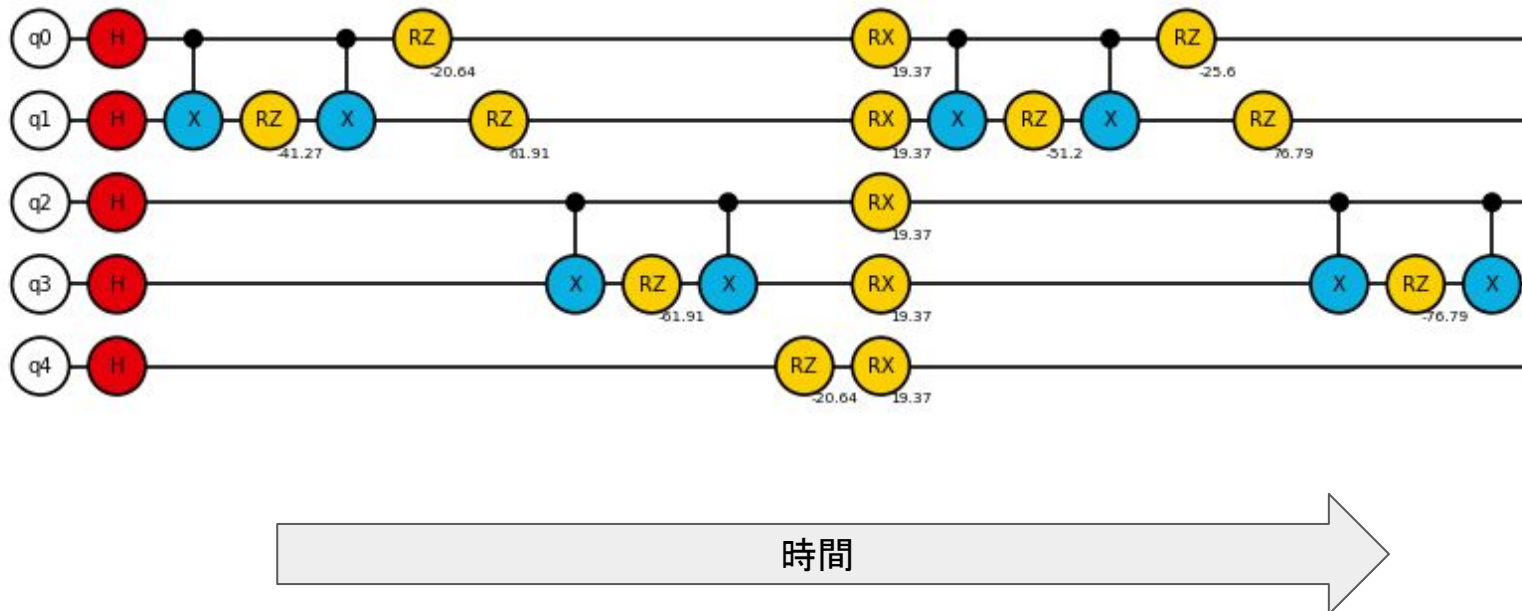 q0 H RZ RX RZ
-20.64 19.37 -25.6
q1 H X RZ X RZ RX X RZ X RZ
-41.27 61.91 19.37 -51.2 76.79
q2 H RX
19.37
q3 H X RZ X RX X RZ X
-61.91 19.37 -76.79
q4 H RZ RX
-20.64 19.37
時間